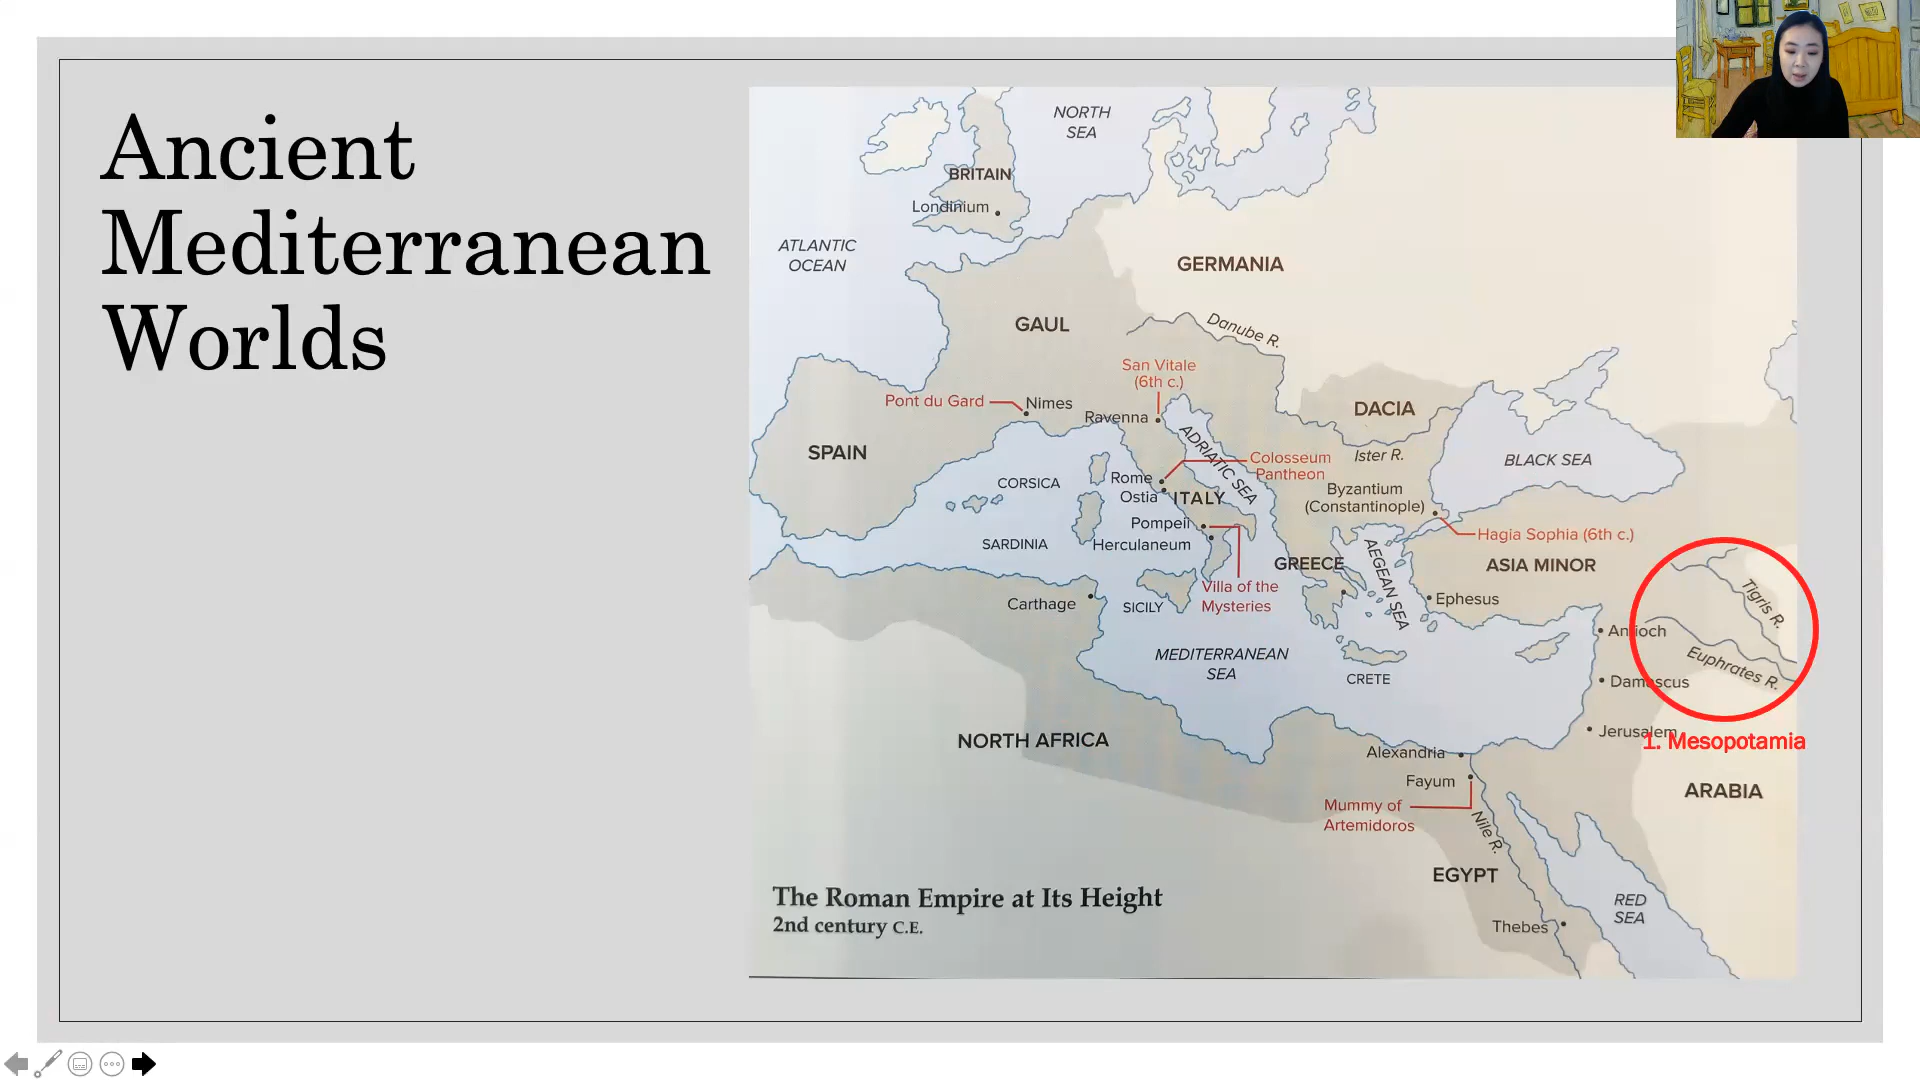 Ancient
Mediterranean
Worlds
NORTH
SEA
BRITAIN
Londinium
ATLANTIC
OCEAN
GERMANIA
GAUL
Danube R.
San Vitale
(6th c.)
Pont du Gard
Nimes
Ravenna
DACIA
SPAIN
ADRIATIC SEA
Ister R.
Colosseum
Pantheon
BLACK SEA
CORSICA
Rome
Ostia
ITALY
Byzantium
(Constantinople)
Pompeii
Hagia Sophia (6th c.)
SARDINIA
Herculaneum
GREECE
AEGEAN SEA
ASIA MINOR
Villa of the
Mysteries
Tigris R.
Carthage
SICILY
Ephesus
Antioch
MEDITERRANEAN
SEA
Euphrates R.
CRETE
Damascus
Jerusalem
1. Mesopotamia
NORTH AFRICA
Alexandria
Fayum
ARABIA
Mummy of
Artemidoros
Nile R.
EGYPT
The Roman Empire at Its Height
2nd century C.E.
RED
SEA
Thebes